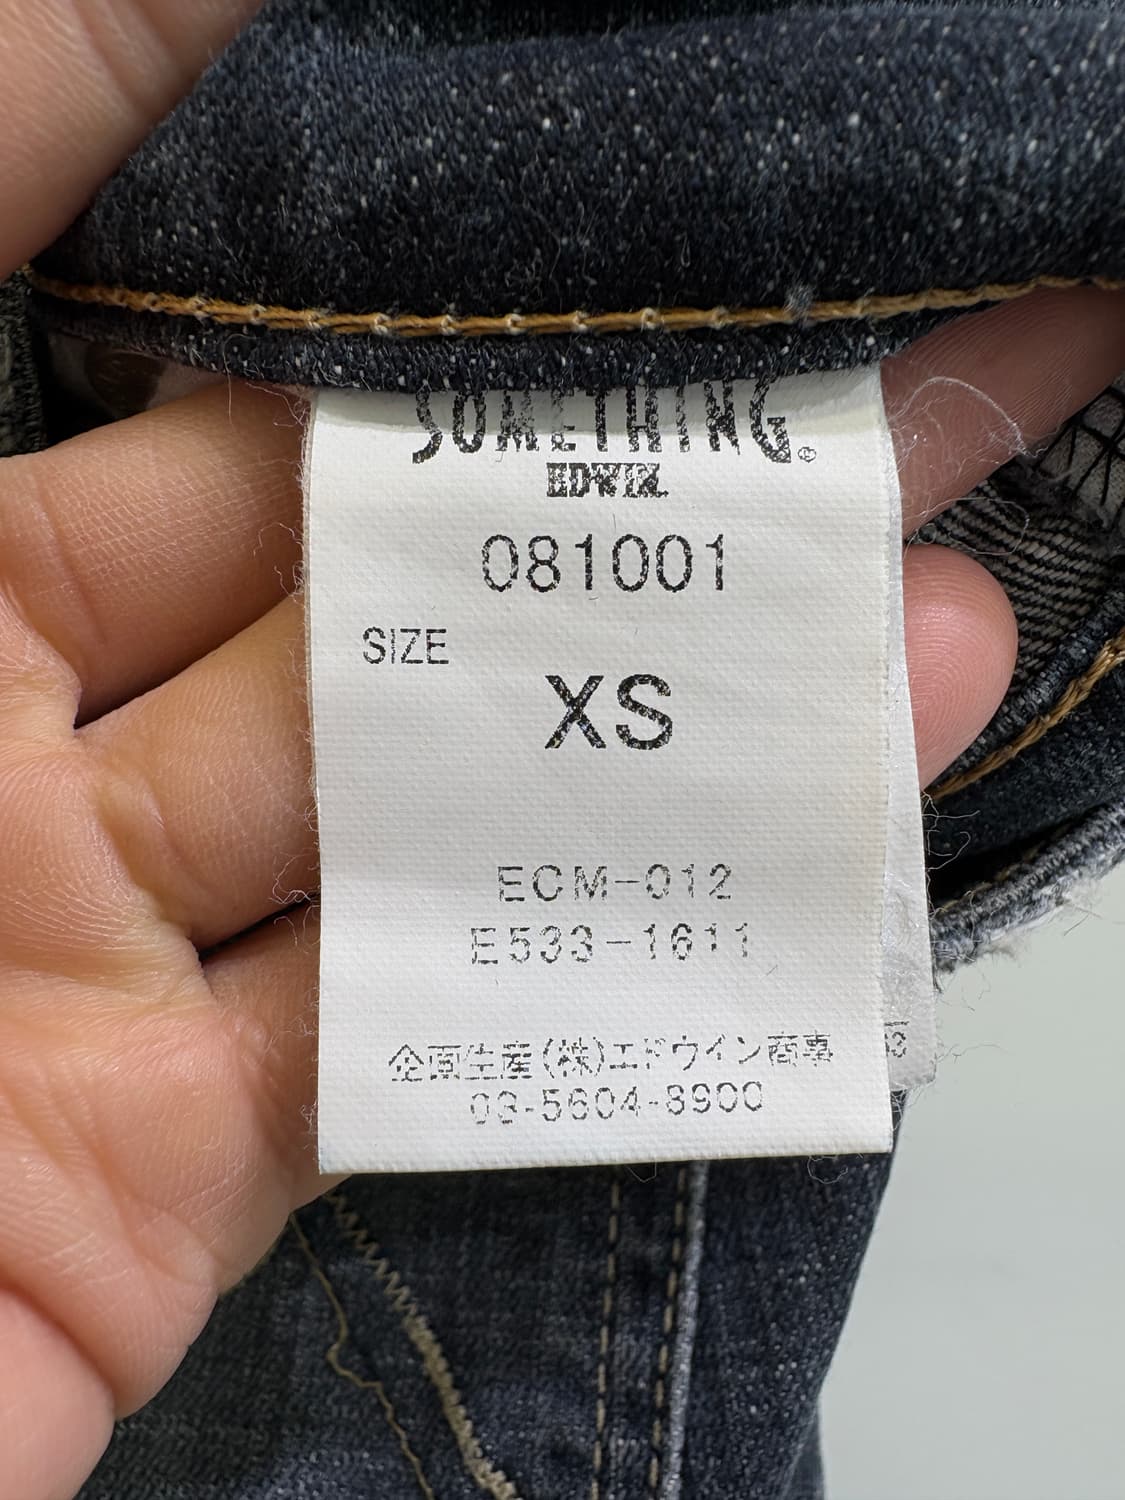 SOMETHING®
EDWIN.
081001
SIZE
XS
ECM-012
E533-1611
企画生産(株)エドウイン商事
03-5604-8900
53